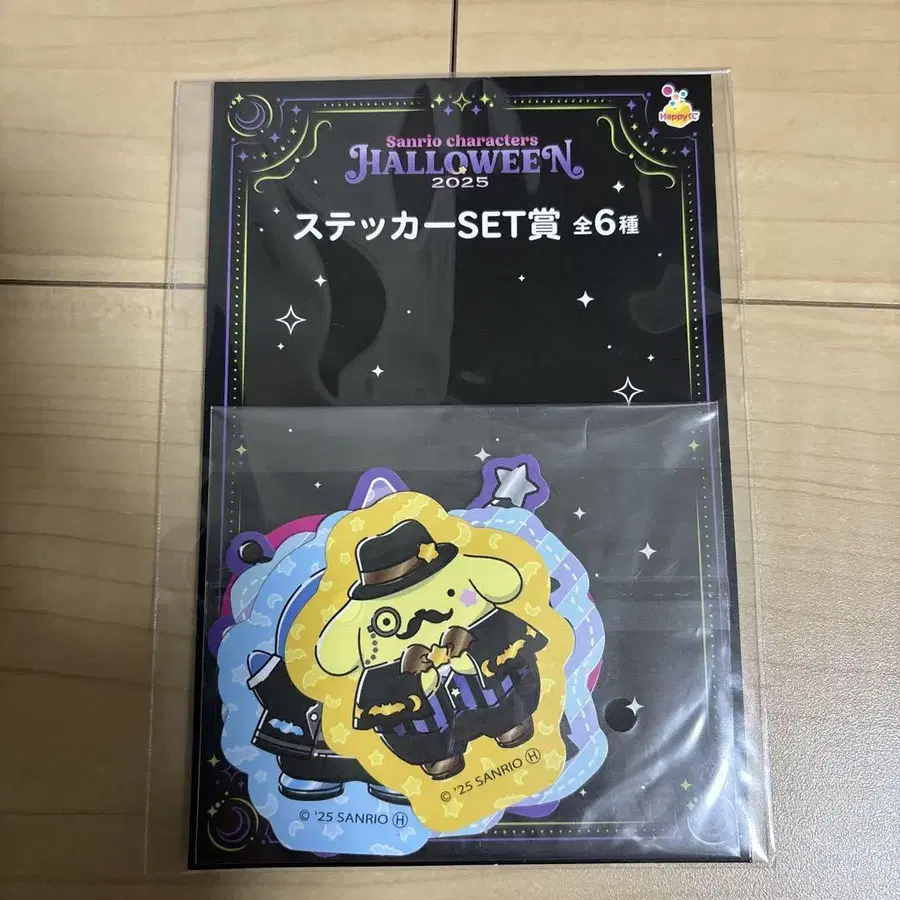 Happyくじ
Sanrio characters
HALLOWEEN
2025
ステッカーSET賞 全6種
© '25 SANRIO Ⓗ
© '25 SANRIO Ⓗ